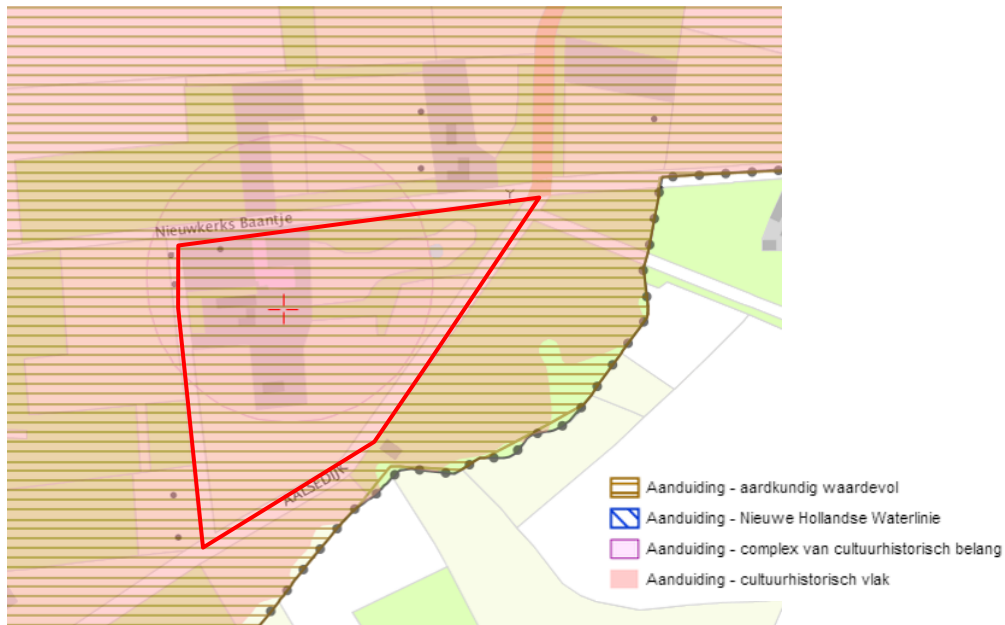 Y
Nieuwkerks Baantje
AALSEDIJK
Aanduiding - aardkundig waardevol
Aanduiding - Nieuwe Hollandse Waterlinie
Aanduiding - complex van cultuurhistorisch belang
Aanduiding - cultuurhistorisch vlak